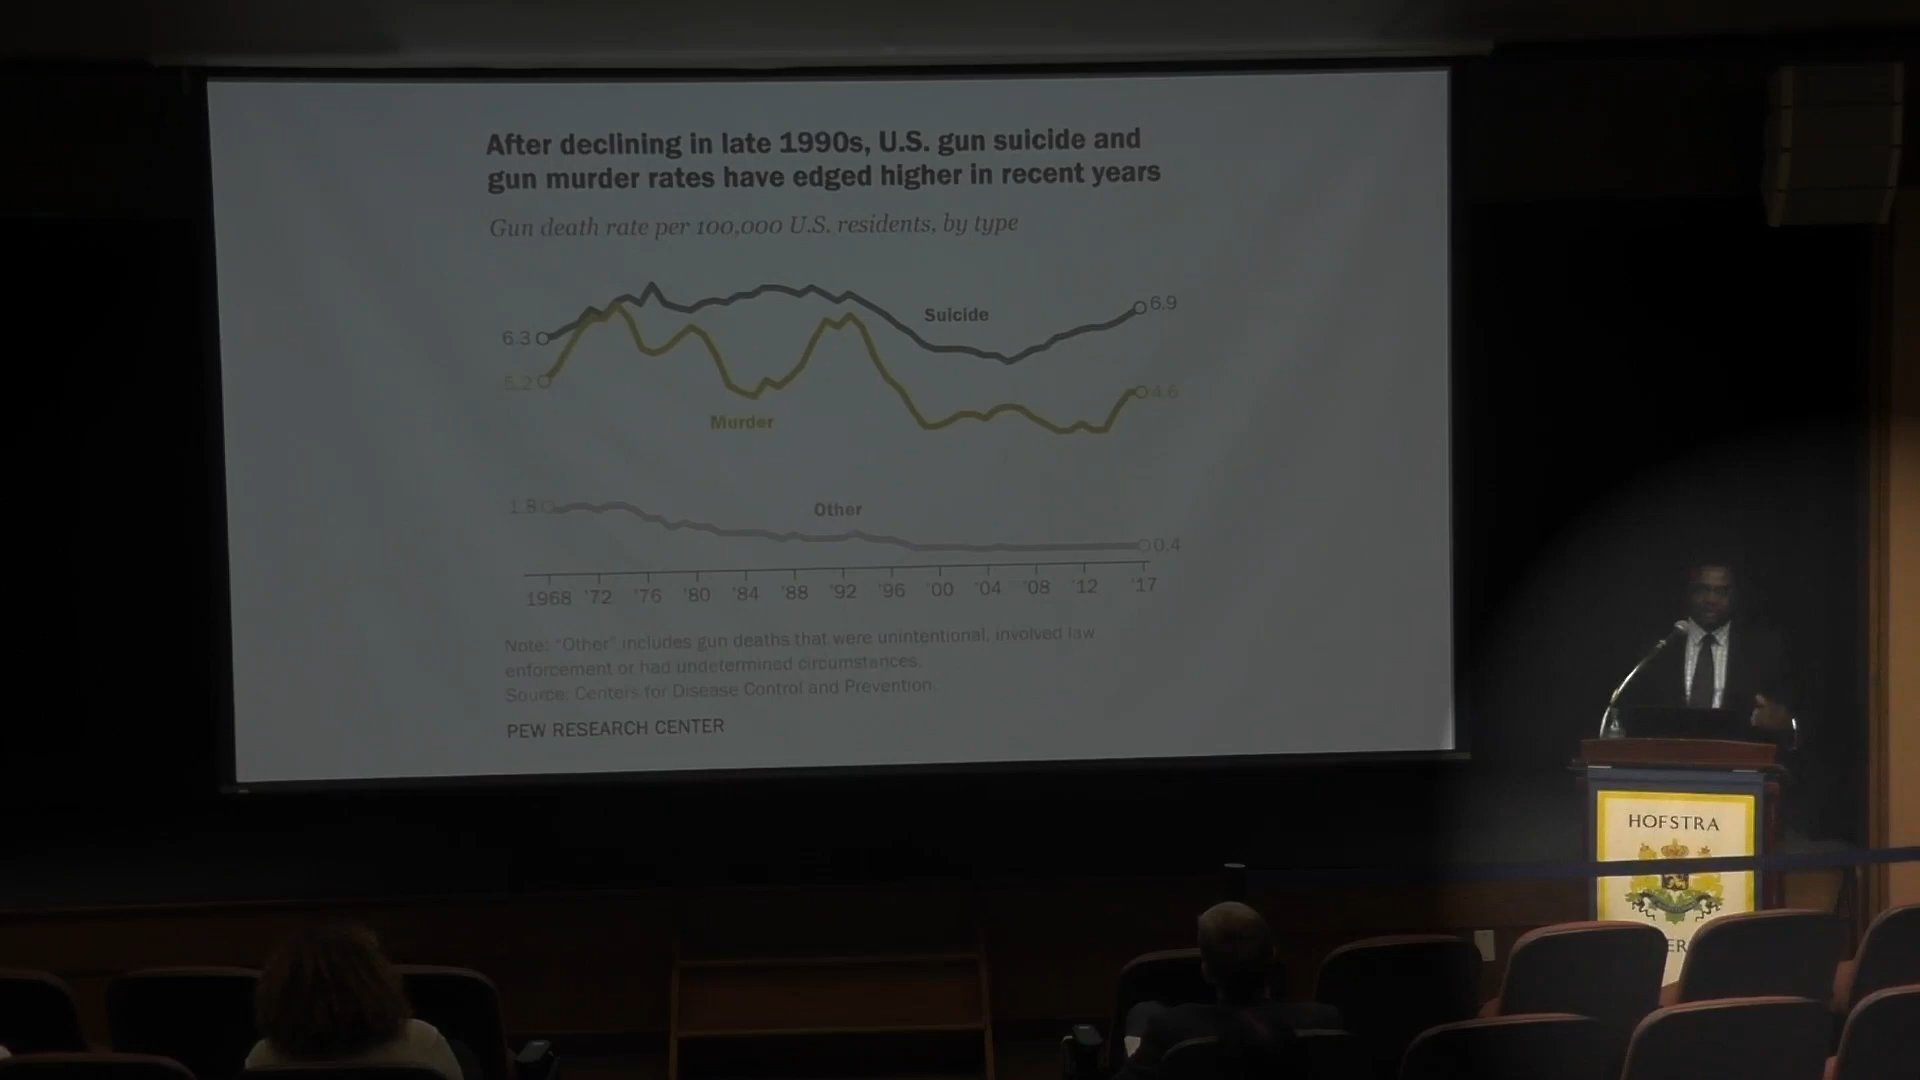 After declining in late 1990s, U.S. gun suicide and
gun murder rates have edged higher in recent years
Gun death rate per 100,000 U.S. residents, by type
Suicide
6.9
6.3
5.2
4.6
Murder
1.8
Other
0.4
1968 '72 '76 '80 '84 '88 '92 '96 '00 '04 '08 '12 '17
Note: "Other" includes gun deaths that were unintentional, involved law
enforcement or had undetermined circumstances.
Source: Centers for Disease Control and Prevention.
PEW RESEARCH CENTER
HOFSTRA